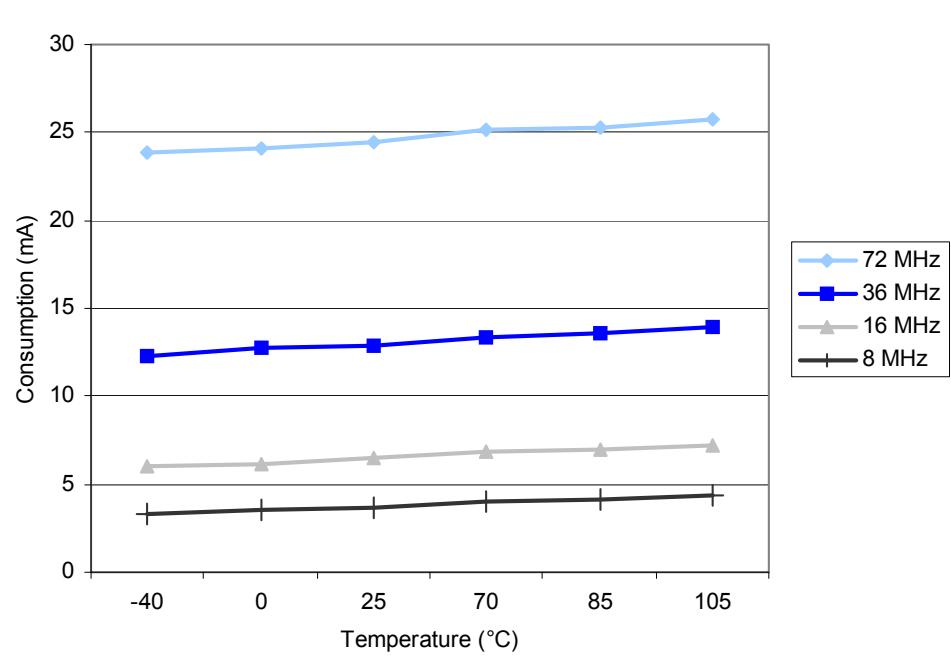 30
25
20
15
10
5
0
Consumption (mA)
-40 0 25 70 85 105
Temperature (°C)
72 MHz
36 MHz
16 MHz
8 MHz